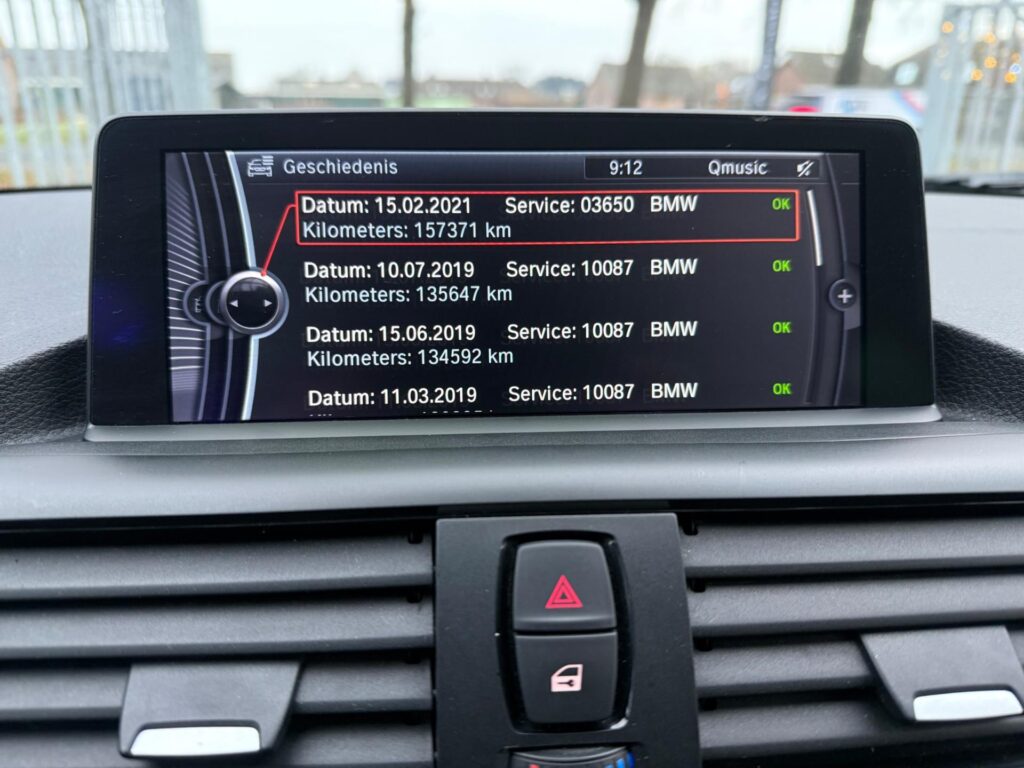 Geschiedenis 9:12 Qmusic
Datum: 15.02.2021 Service: 03650 BMW OK
Kilometers: 157371 km
Datum: 10.07.2019 Service: 10087 BMW OK
Kilometers: 135647 km
Datum: 15.06.2019 Service: 10087 BMW OK
Kilometers: 134592 km
Datum: 11.03.2019 Service: 10087 BMW OK